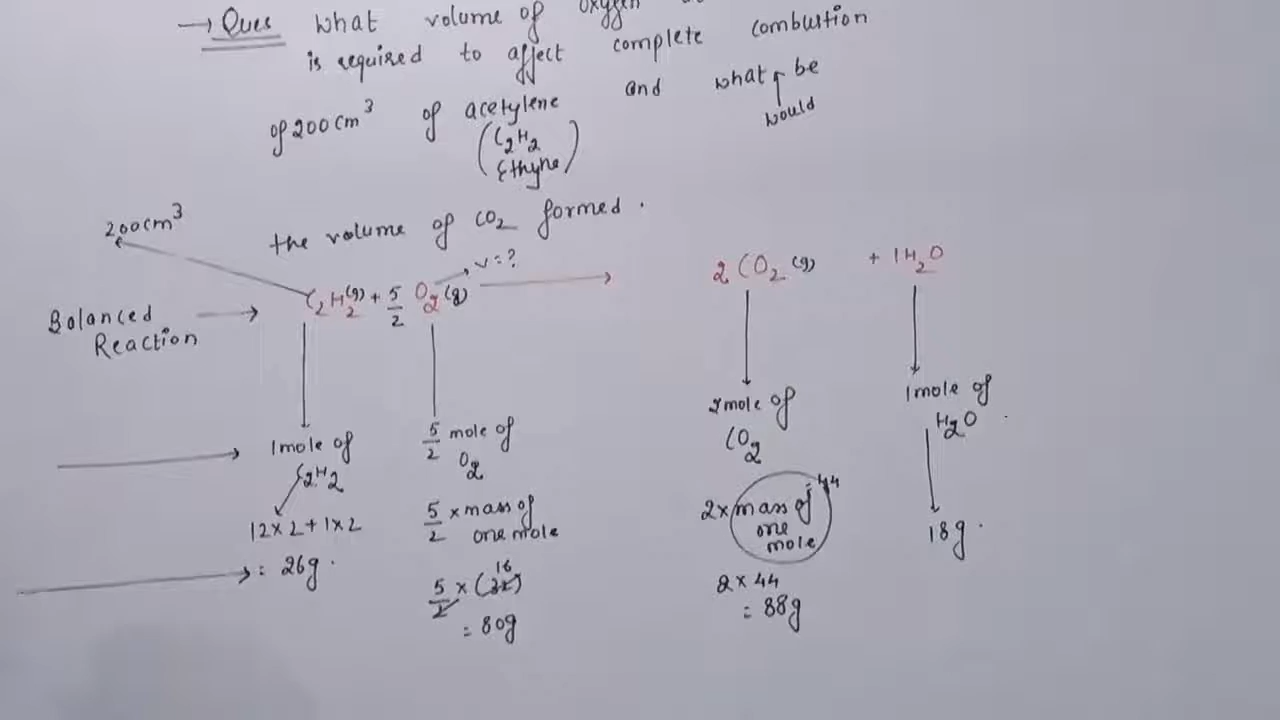 → Ques what volume of oxygen
is required to affect complete combustion
of 200 cm³ of acetylene and what be
would
(C₂H₂
Ethyne)
the volume of CO₂ formed.
200cm³
v = ?
Balanced
Reaction
C₂H₂(g) + 5/2 O₂(g) → 2 CO₂(g) + 1H₂O
1mole of
C₂H₂
5/2 mole of
O₂
2mole of
CO₂
1mole of
H₂O
12 x 2 + 1 x 2
= 26g.
5/2 x mass of
one mole
5/2 x (32)
16
= 80g
2 x mass of
one
mole
44
2 x 44
= 88g
18g.